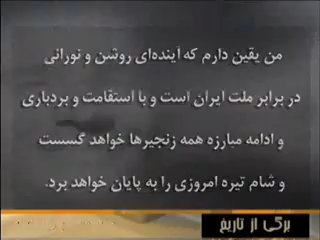 من یقین دارم که آینده‌ای روشن و نورانی
در برابر ملت ایران است و با استقامت و بردباری
و ادامه مبارزه همه زنجیرها خواهد گسست
و شام تیره امروزی را به پایان خواهد برد.
برگی از تاریخ